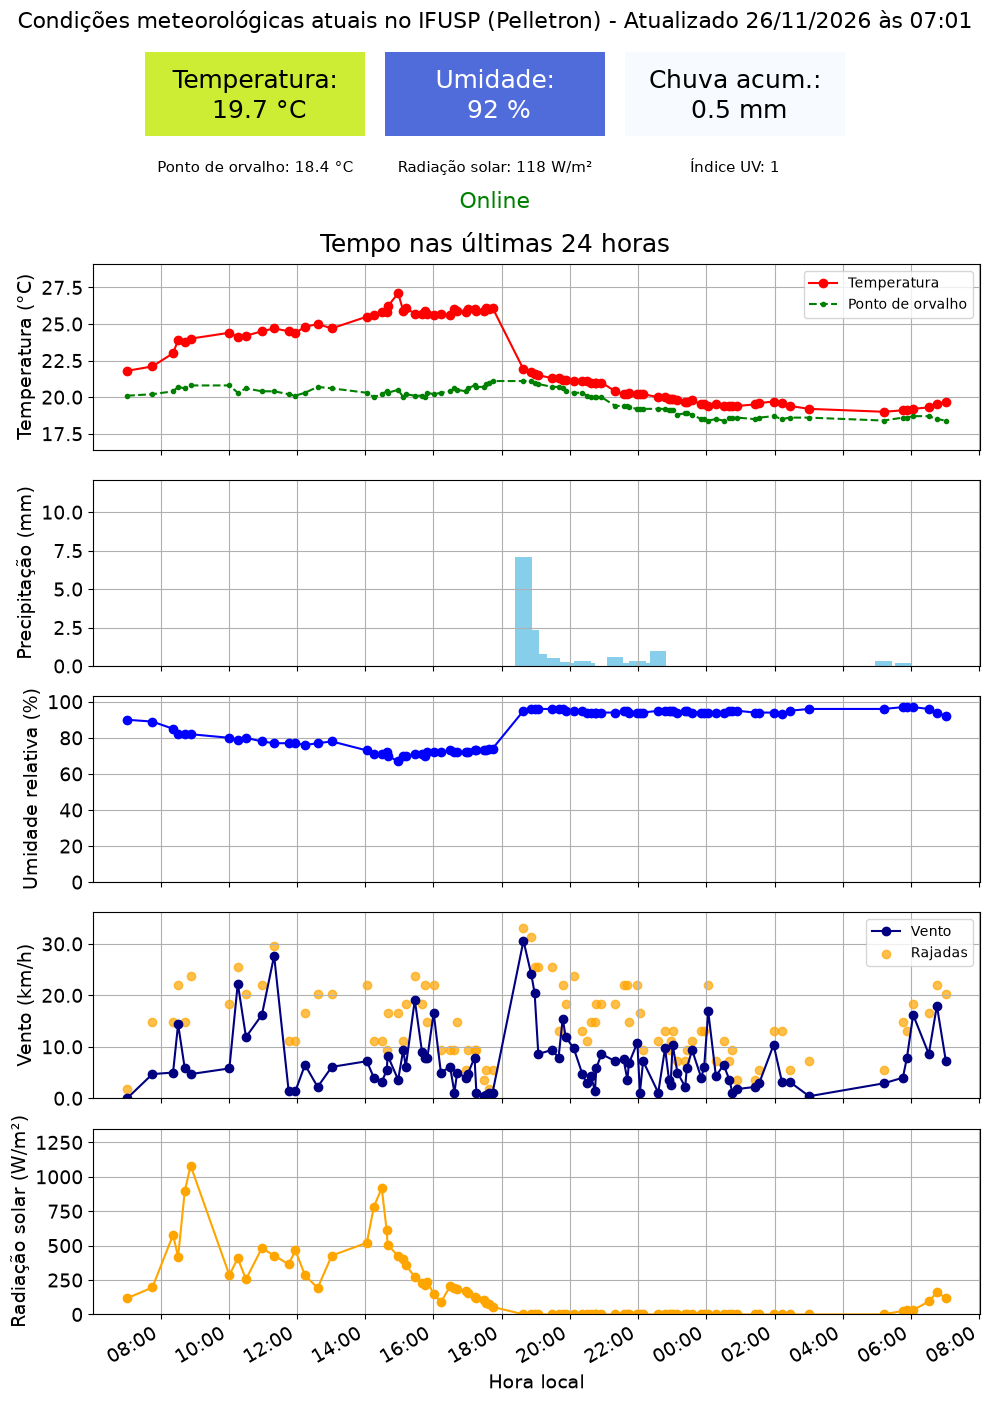 Condições meteorológicas atuais no IFUSP (Pelletron) - Atualizado 26/11/2026 às 07:01
Temperatura:
19.7 °C
Umidade:
92 %
Chuva acum.:
0.5 mm
Ponto de orvalho: 18.4 °C
Radiação solar: 118 W/m²
Índice UV: 1
Online
Tempo nas últimas 24 horas
Temperatura (°C)
27.5
25.0
22.5
20.0
17.5
Temperatura
Ponto de orvalho
Precipitação (mm)
10.0
7.5
5.0
2.5
0.0
Umidade relativa (%)
100
80
60
40
20
0
Vento (km/h)
30.0
20.0
10.0
0.0
Vento
Rajadas
Radiação solar (W/m²)
1250
1000
750
500
250
0
08:00
10:00
12:00
14:00
16:00
18:00
20:00
22:00
00:00
02:00
04:00
06:00
08:00
Hora local